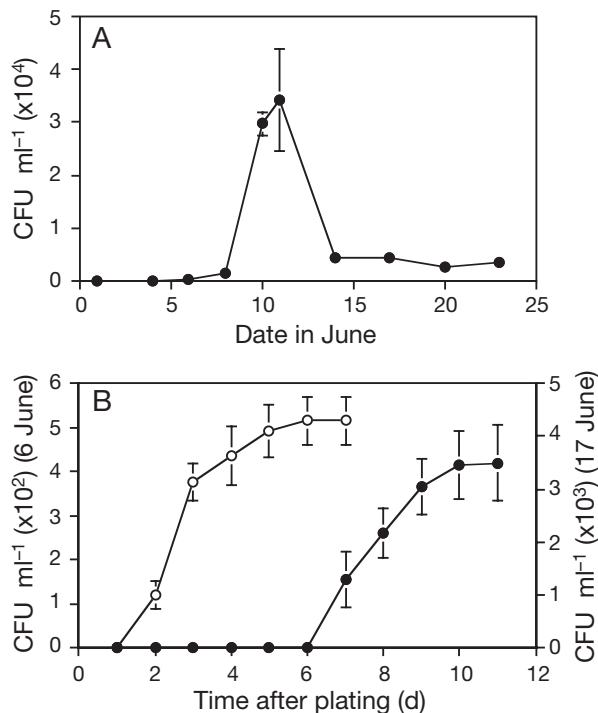 A
CFU ml⁻¹ (x10⁴)
5
4
3
2
1
0
0 5 10 15 20 25
Date in June
B
CFU ml⁻¹ (x10²) (6 June)
6
5
4
3
2
1
0
CFU ml⁻¹ (x10³) (17 June)
5
4
3
2
1
0
0 2 4 6 8 10 12
Time after plating (d)